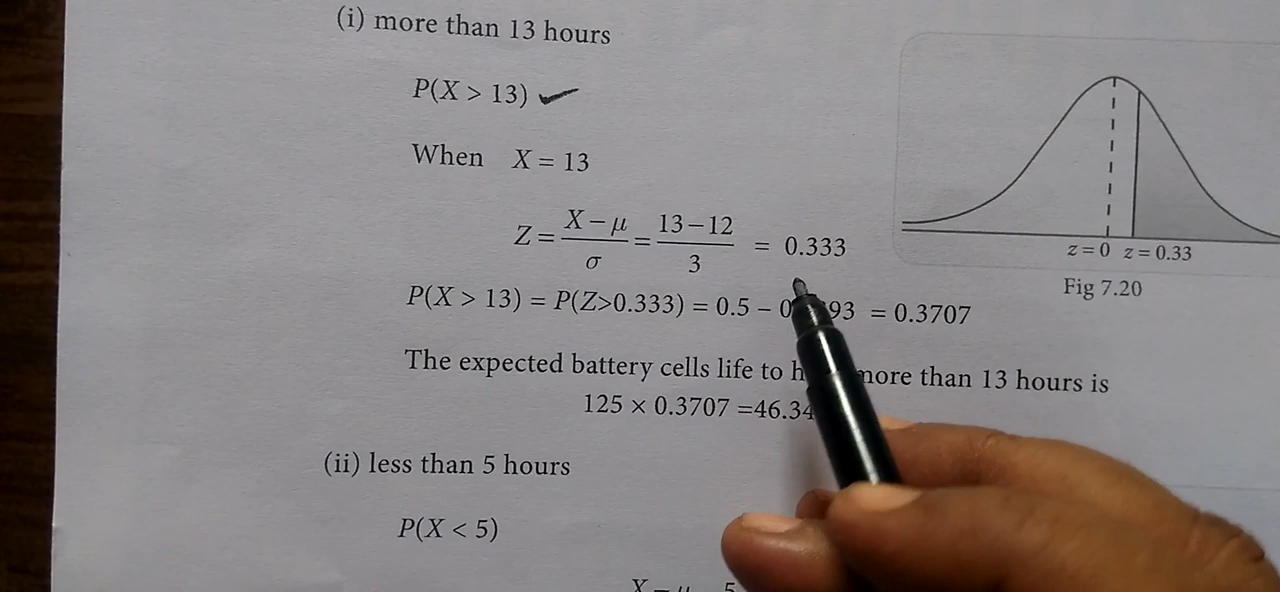 (i) more than 13 hours
P(X > 13)
When X = 13
Z = X − μ / σ = 13 − 12 / 3 = 0.333
z = 0 z = 0.33
Fig 7.20
P(X > 13) = P(Z>0.333) = 0.5 – = 0.3707
The expected battery cells life to more than 13 hours is
125 × 0.3707 =46.34
(ii) less than 5 hours
P(X < 5)
X − μ 5